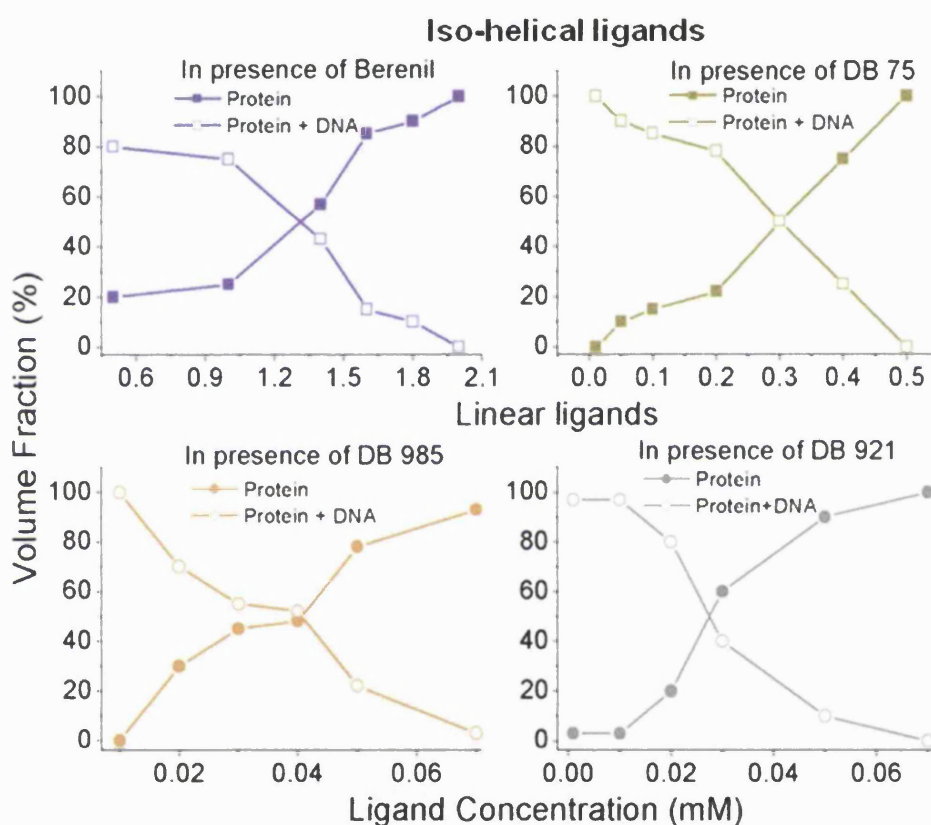 Iso-helical ligands
In presence of Berenil
Protein
Protein + DNA
100
80
60
40
20
0
0.6 0.9 1.2 1.5 1.8 2.1
In presence of DB 75
Protein
Protein + DNA
100
80
60
40
20
0
0.0 0.1 0.2 0.3 0.4 0.5
Linear ligands
Volume Fraction (%)
In presence of DB 985
Protein
Protein + DNA
100
80
60
40
20
0
0.02 0.04 0.06
In presence of DB 921
Protein
Protein+DNA
100
80
60
40
20
0
0.00 0.02 0.04 0.06
Ligand Concentration (mM)